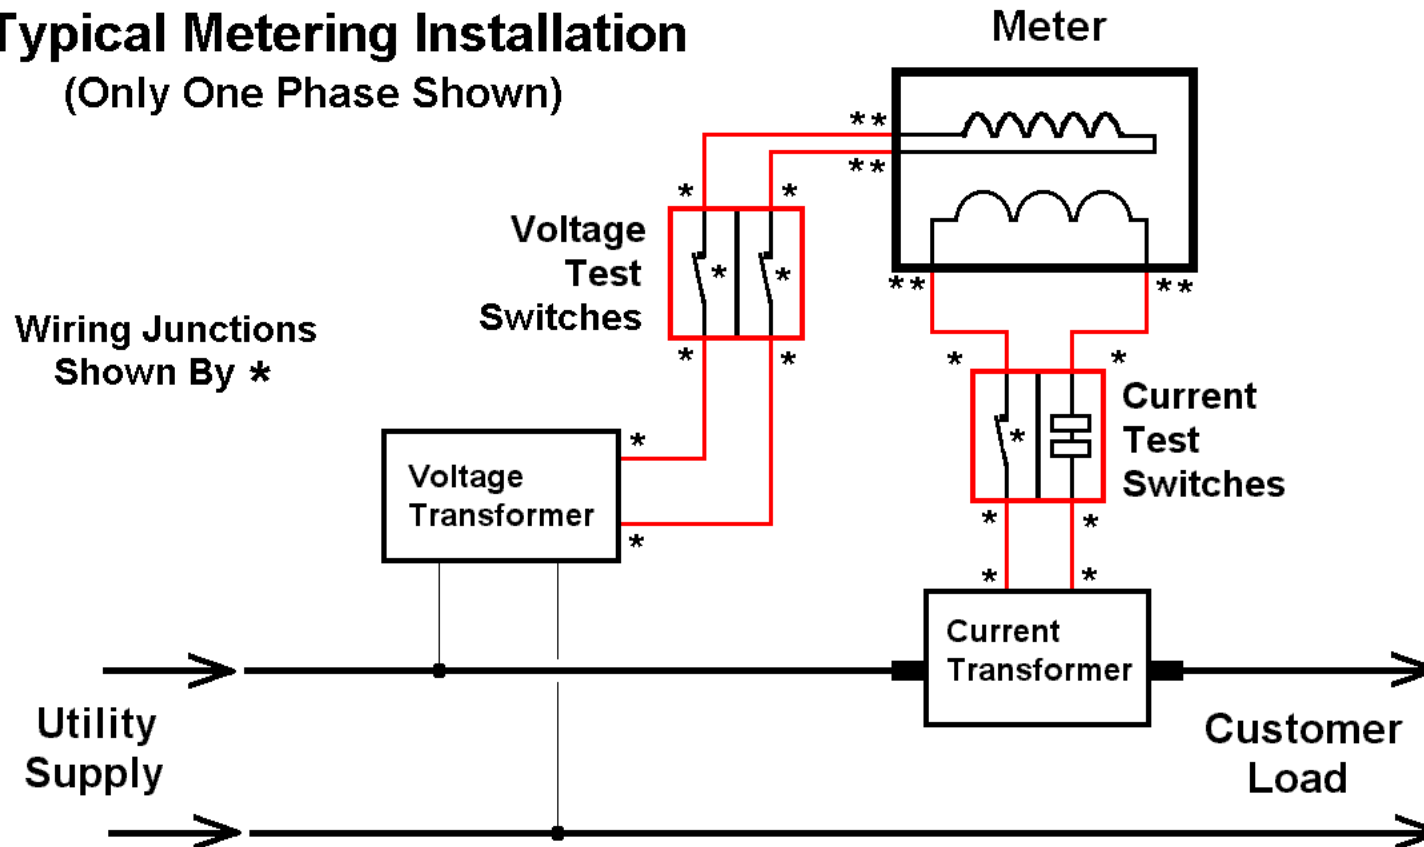 Typical Metering Installation
(Only One Phase Shown)
Meter
**
**
* *
Voltage
Test
Switches
* *
** **
Wiring Junctions
Shown By *
* *
* *
Current
Test
Switches
*
*
Voltage
Transformer
*
* *
* *
Current
Transformer
Utility
Supply
Customer
Load